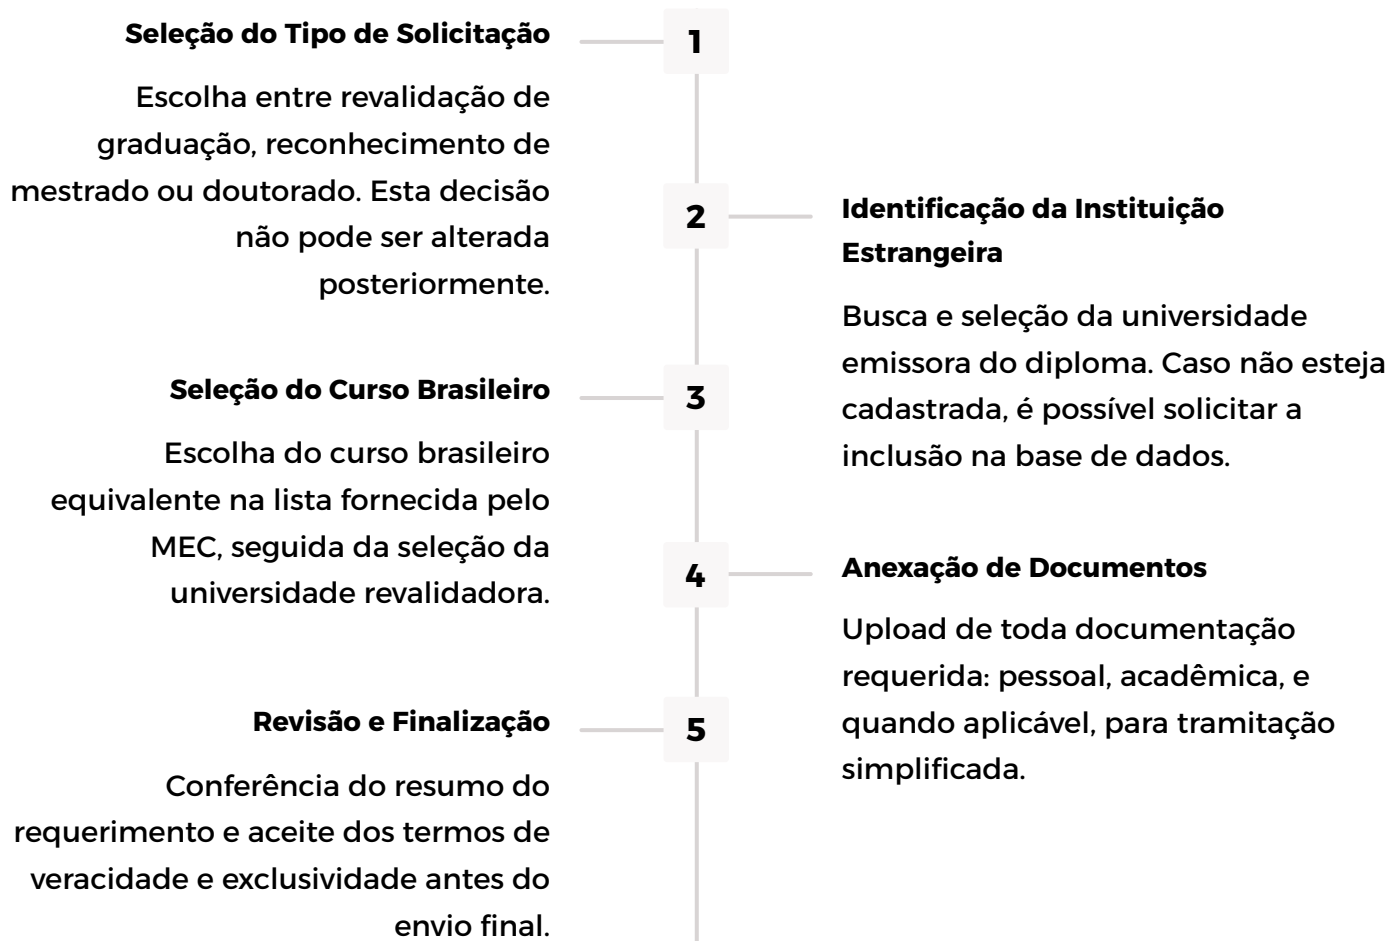 Seleção do Tipo de Solicitação
1
Escolha entre revalidação de
graduação, reconhecimento de
mestrado ou doutorado. Esta decisão
não pode ser alterada
posteriormente.
2
Identificação da Instituição
Estrangeira
Busca e seleção da universidade
emissora do diploma. Caso não esteja
cadastrada, é possível solicitar a
inclusão na base de dados.
Seleção do Curso Brasileiro
3
Escolha do curso brasileiro
equivalente na lista fornecida pelo
MEC, seguida da seleção da
universidade revalidadora.
4
Anexação de Documentos
Upload de toda documentação
requerida: pessoal, acadêmica, e
quando aplicável, para tramitação
simplificada.
Revisão e Finalização
5
Conferência do resumo do
requerimento e aceite dos termos de
veracidade e exclusividade antes do
envio final.